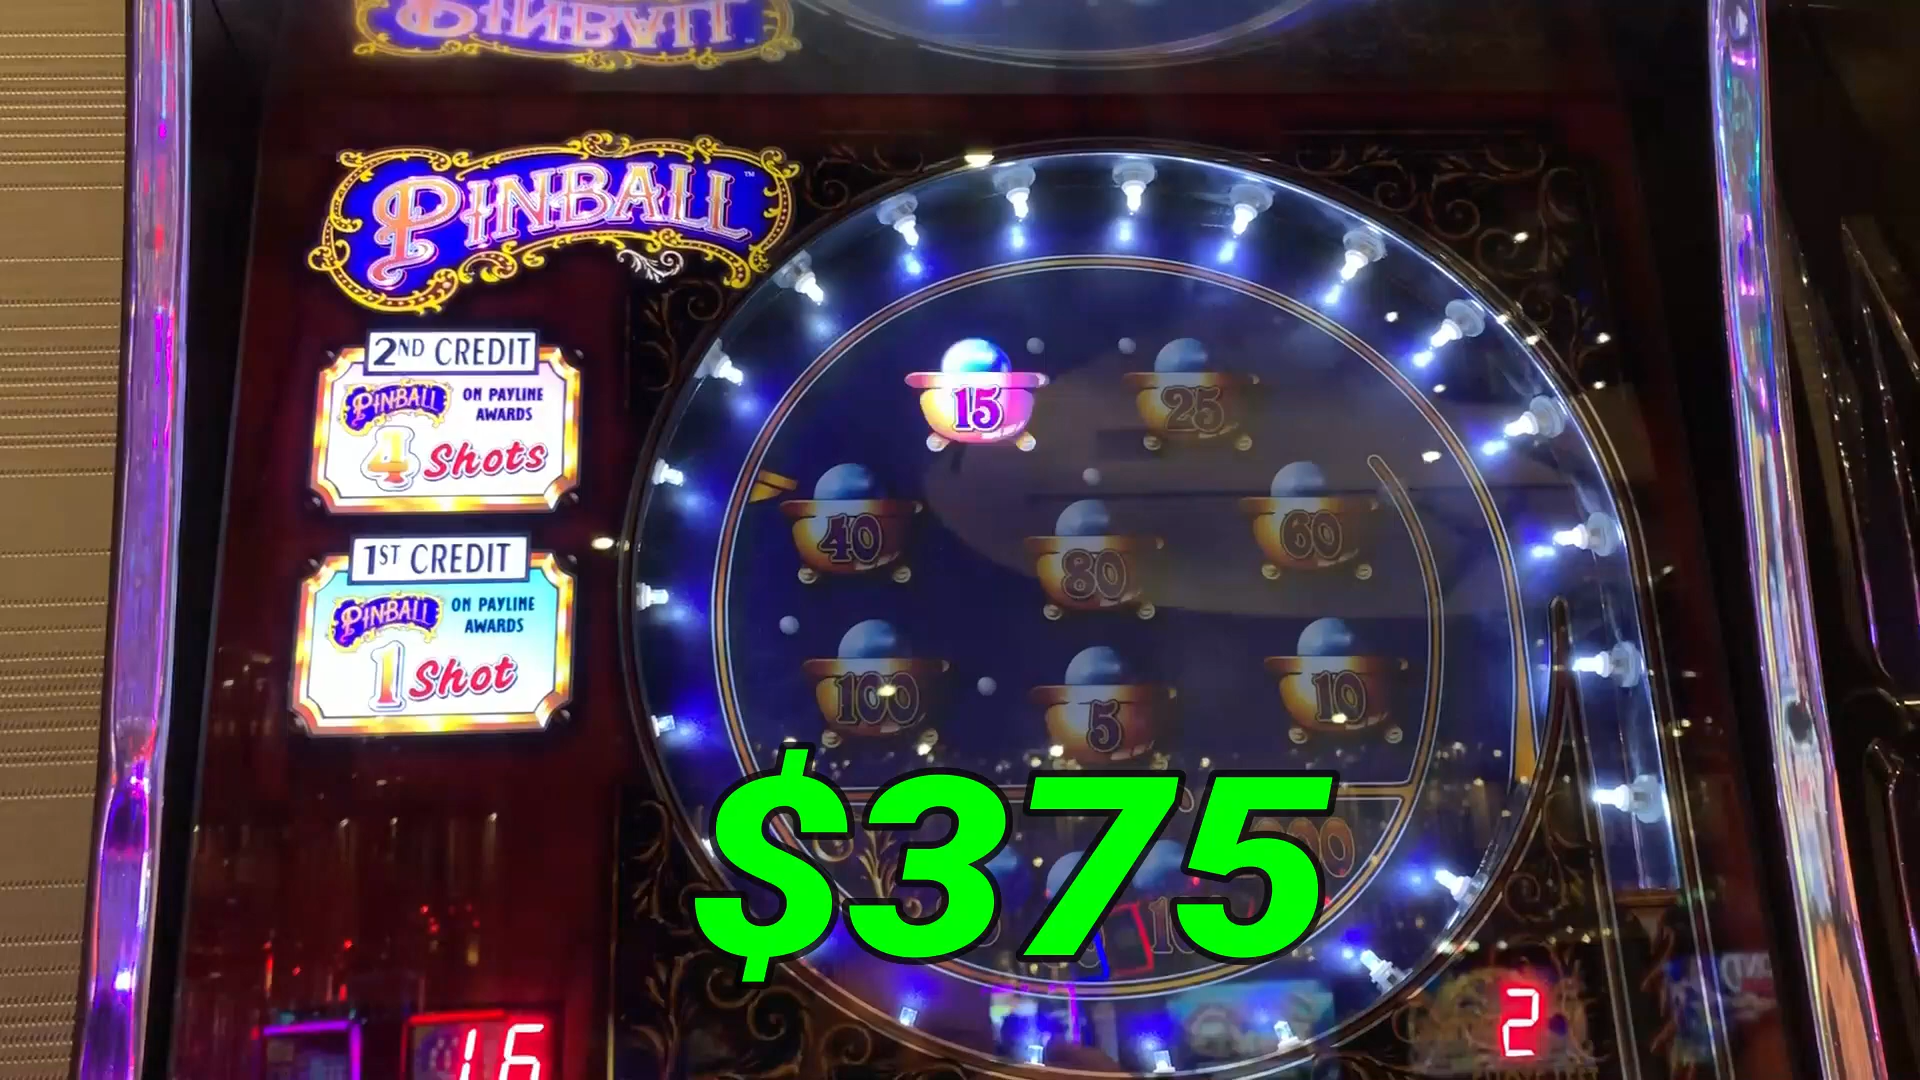 PINBALL
PINBALL™
2ND CREDIT
PINBALL ON PAYLINE
AWARDS
4 Shots
1ST CREDIT
PINBALL ON PAYLINE
AWARDS
1 Shot
15
25
40
80
60
100
5
10
$375
16
2